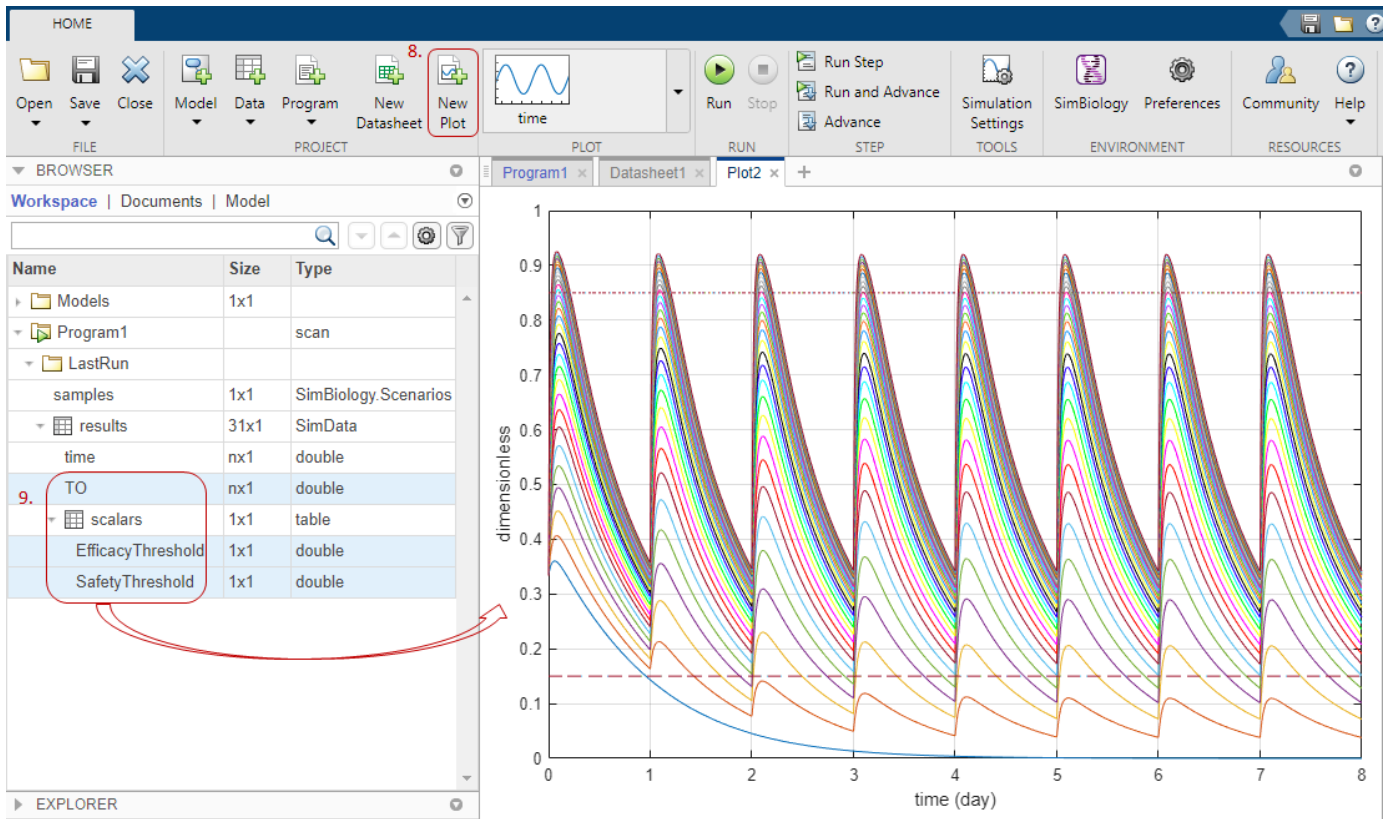 HOME
8.
Open
Save
Close
Model
Data
Program
New Datasheet
New Plot
time
Run
Stop
Run Step
Run and Advance
Advance
Simulation Settings
SimBiology
Preferences
Community
Help
FILE
PROJECT
PLOT
RUN
STEP
TOOLS
ENVIRONMENT
RESOURCES
BROWSER
Workspace | Documents | Model
Name Size Type
Models 1x1
Program1 scan
LastRun
samples 1x1 SimBiology.Scenarios
results 31x1 SimData
time nx1 double
9.
TO nx1 double
scalars 1x1 table
EfficacyThreshold 1x1 double
SafetyThreshold 1x1 double
EXPLORER
Program1 × Datasheet1 × Plot2 × +
1
0.9
0.8
0.7
0.6
0.5
0.4
0.3
0.2
0.1
0
dimensionless
0 1 2 3 4 5 6 7 8
time (day)